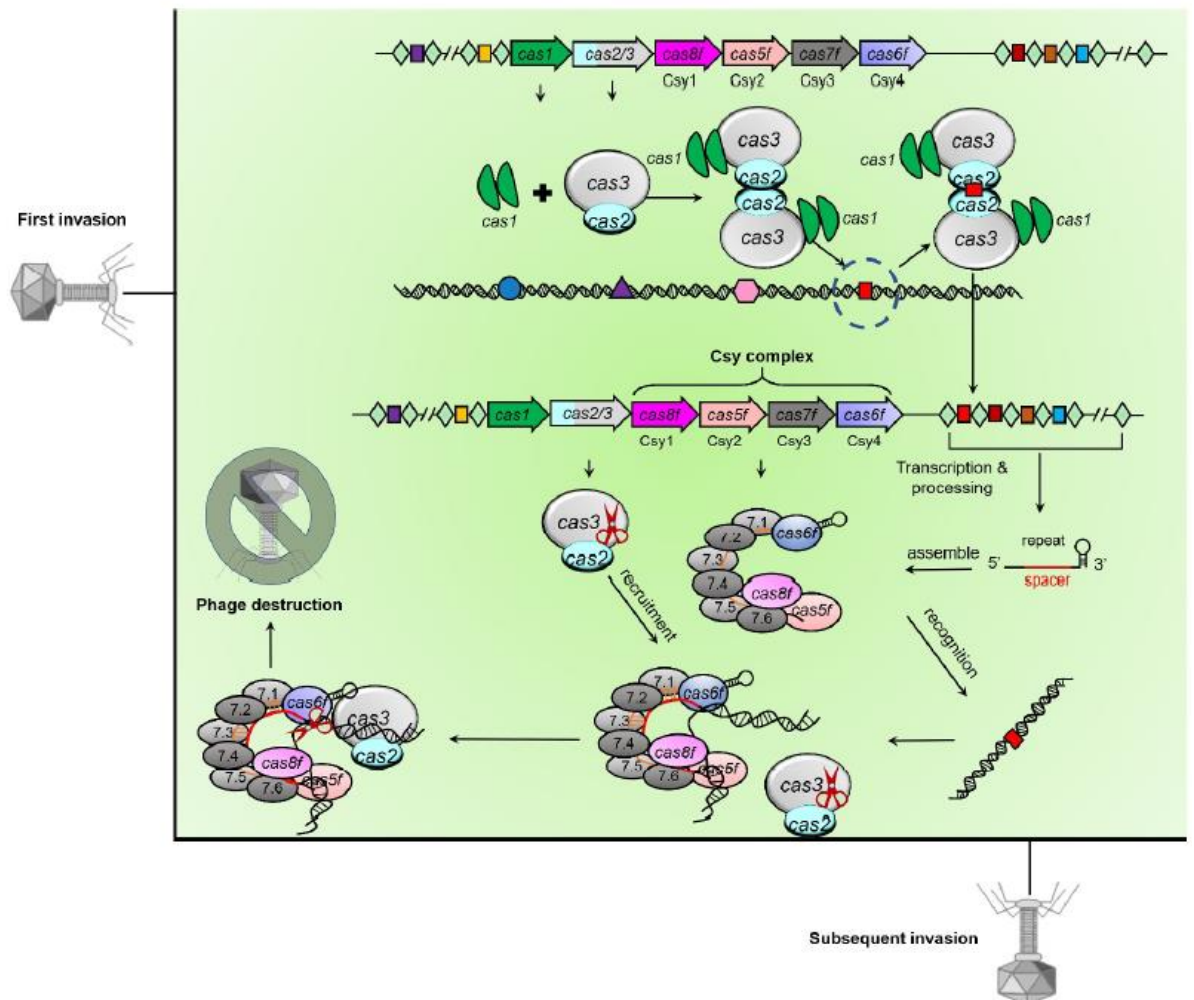 cas1 cas2/3 cas8f cas5f cas7f cas6f
Csy1 Csy2 Csy3 Csy4
cas1 + cas3 cas2
cas1 cas3 cas2 cas2 cas3 cas1
cas1 cas3 cas2 cas2 cas3 cas1
First invasion
Csy complex
cas1 cas2/3 cas8f cas5f cas7f cas6f
Csy1 Csy2 Csy3 Csy4
Transcription &
processing
cas3
cas2
recruitment
7.1 cas6f
7.2
7.3
7.4 cas8f
7.5 7.6 cas5f
assemble
5' repeat 3'
spacer
recognition
Phage destruction
7.1 cas6f
7.2 cas3
7.3
7.4 cas2
cas8f
7.5 7.6 cas5f
7.1 cas6f
7.2
7.3
7.4 cas8f
7.5 7.6 cas5f
cas3
cas2
Subsequent invasion